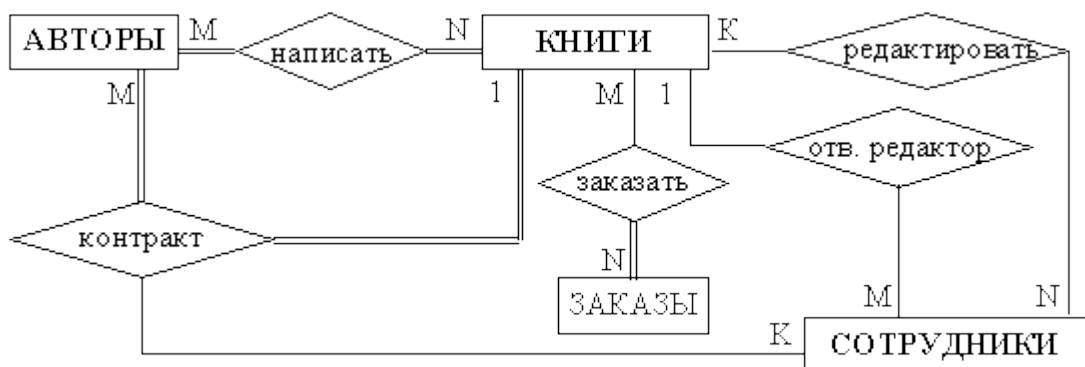 АВТОРЫ M написать N КНИГИ K редактировать
M 1 M 1
отв. редактор
заказать
контракт
N ЗАКАЗЫ M N
K СОТРУДНИКИ